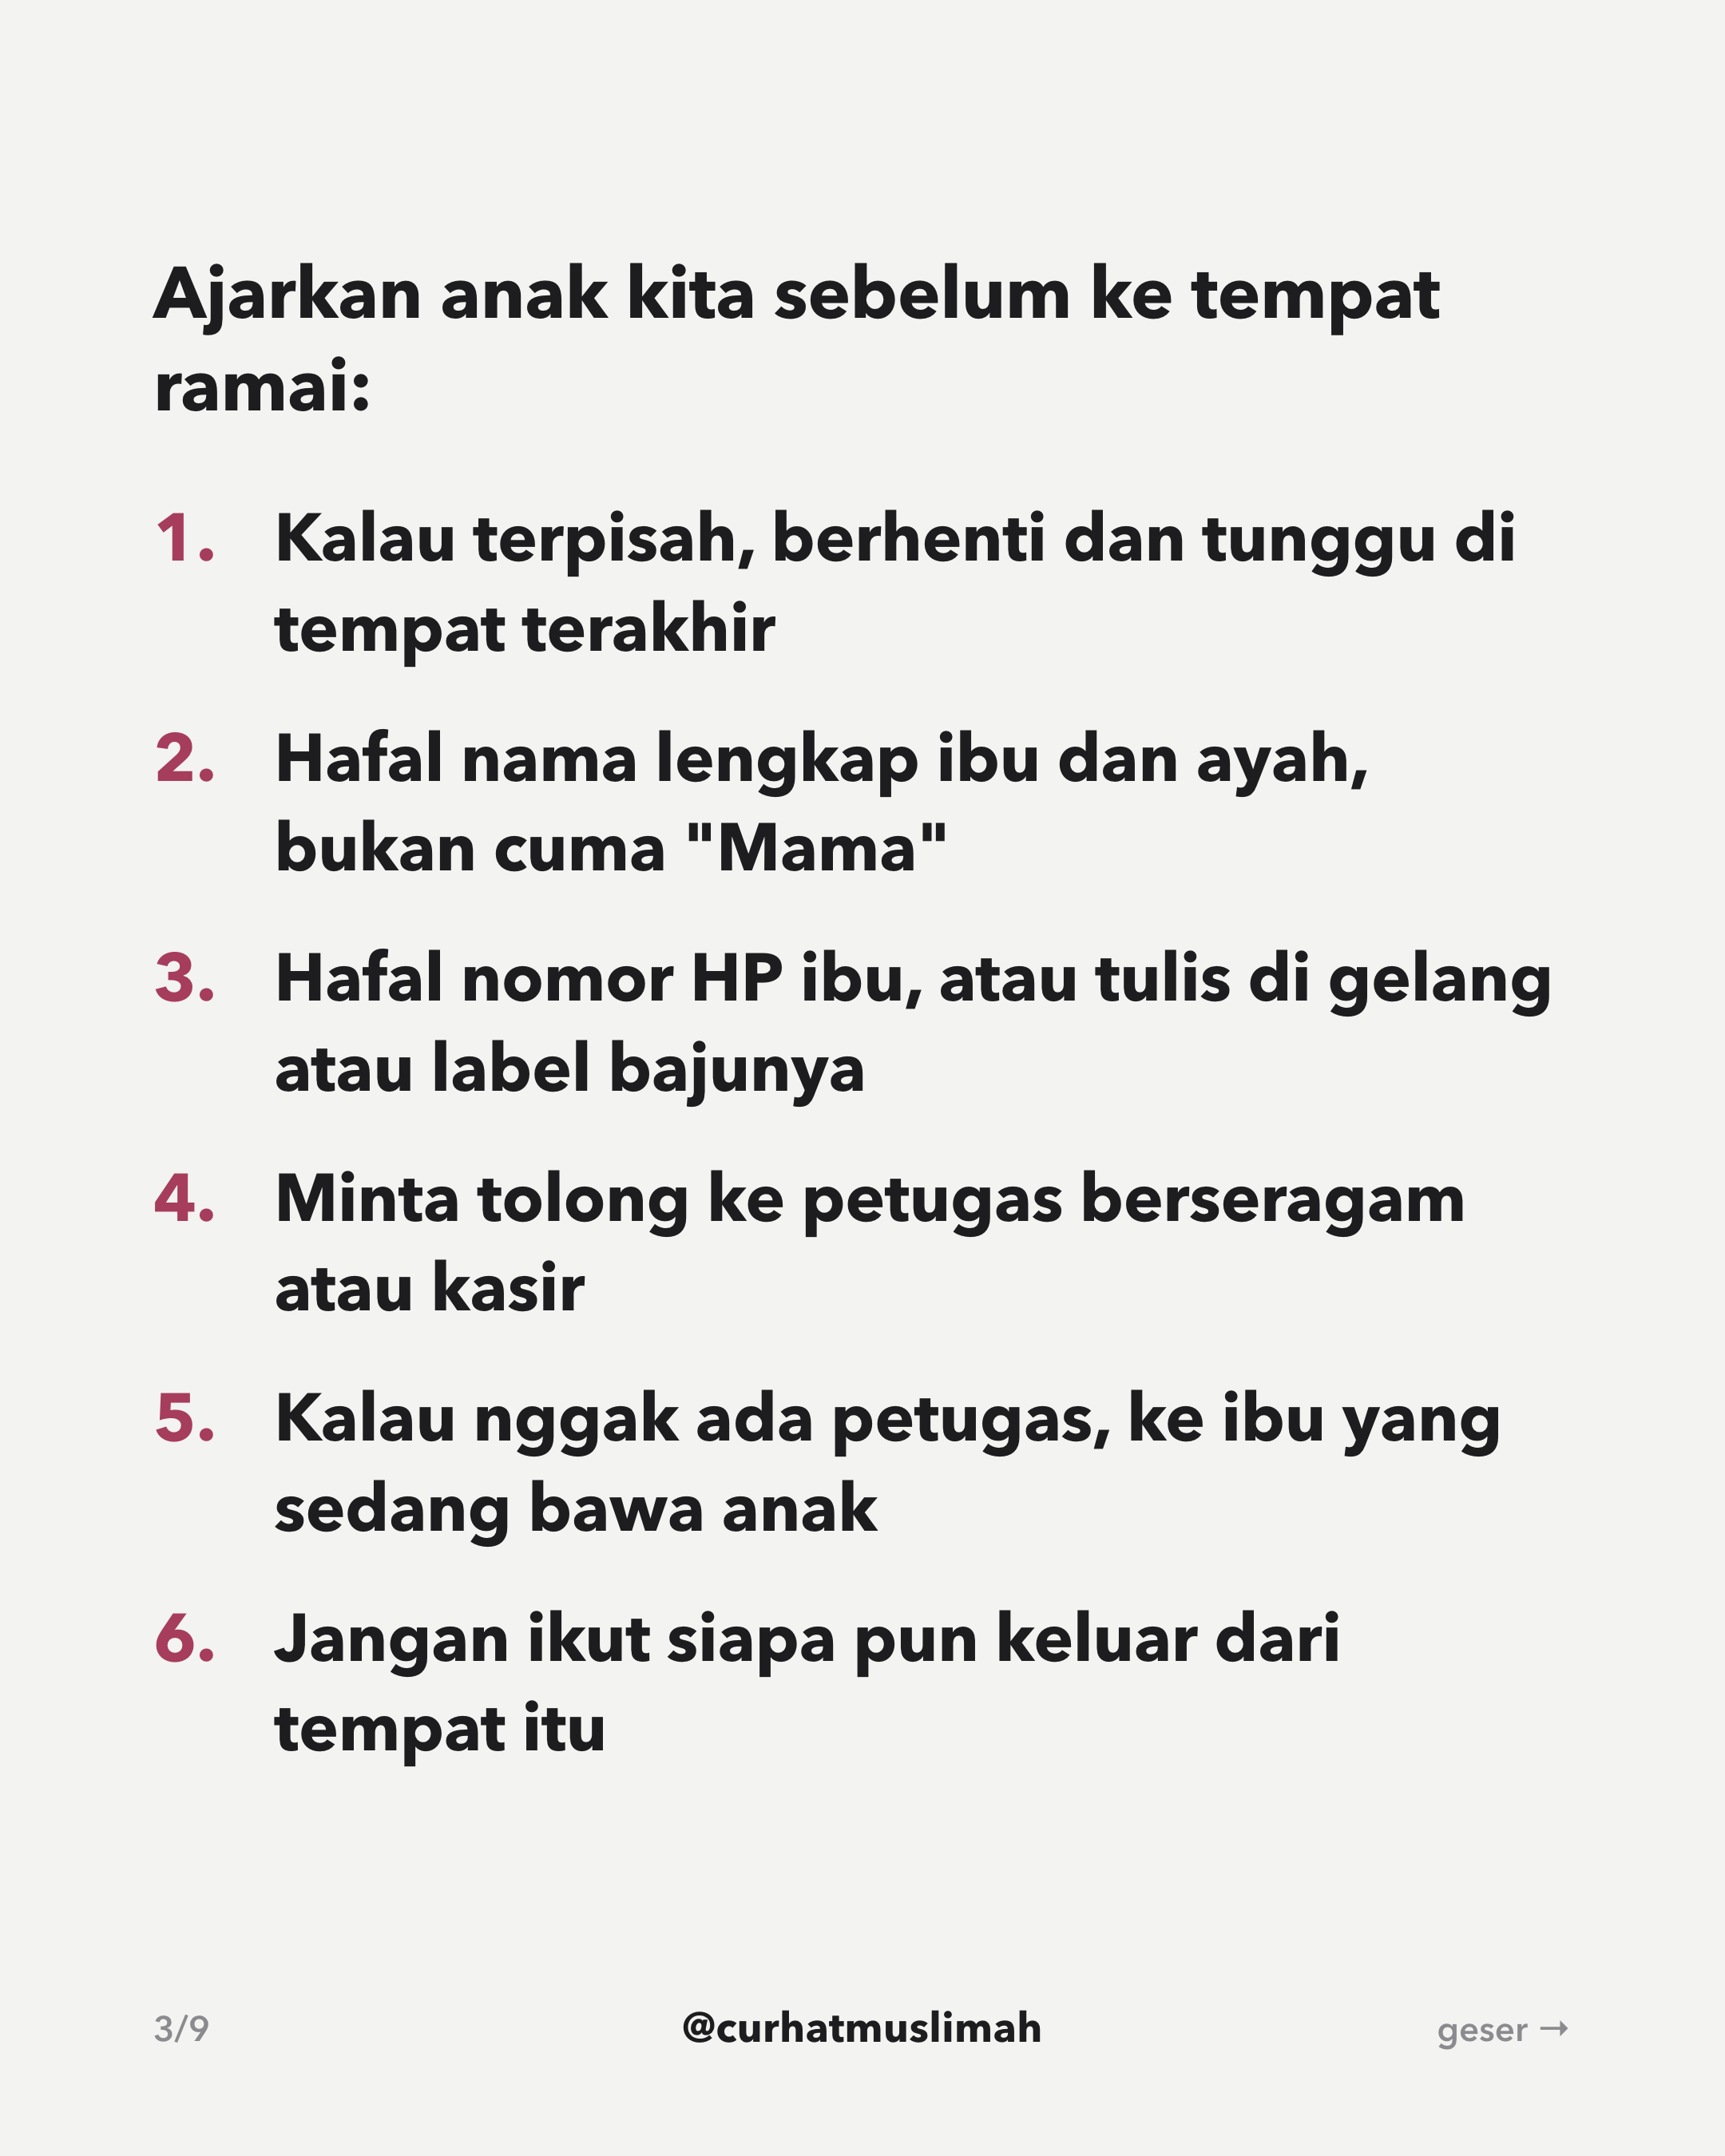 Ajarkan anak kita sebelum ke tempat
ramai:
1. Kalau terpisah, berhenti dan tunggu di
tempat terakhir
2. Hafal nama lengkap ibu dan ayah,
bukan cuma "Mama"
3. Hafal nomor HP ibu, atau tulis di gelang
atau label bajunya
4. Minta tolong ke petugas berseragam
atau kasir
5. Kalau nggak ada petugas, ke ibu yang
sedang bawa anak
6. Jangan ikut siapa pun keluar dari
tempat itu
3/9 @curhatmuslimah geser →